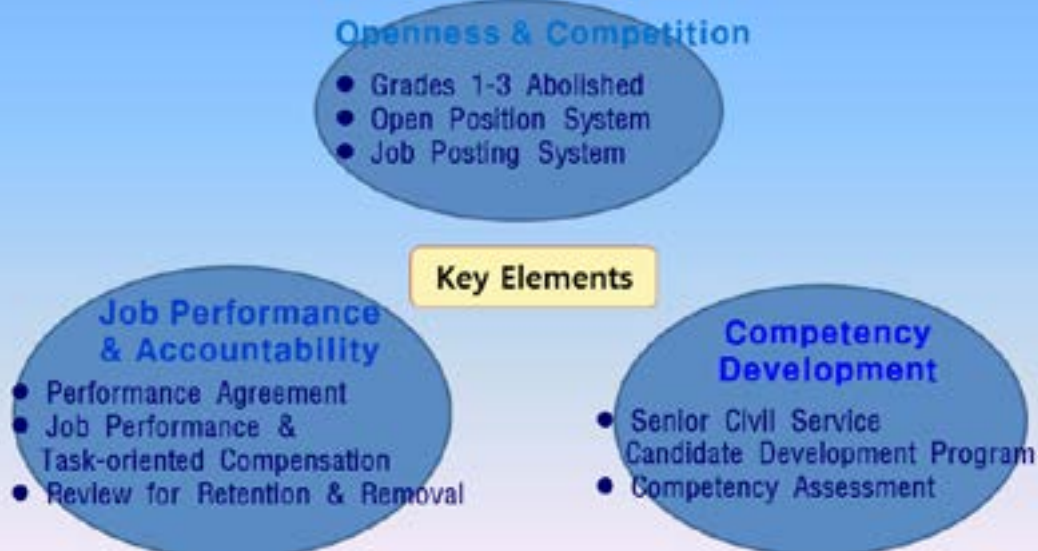 Openness & Competition
● Grades 1-3 Abolished
● Open Position System
● Job Posting System
Key Elements
Job Performance
& Accountability
● Performance Agreement
● Job Performance &
Task-oriented Compensation
● Review for Retention & Removal
Competency
Development
● Senior Civil Service
Candidate Development Program
● Competency Assessment